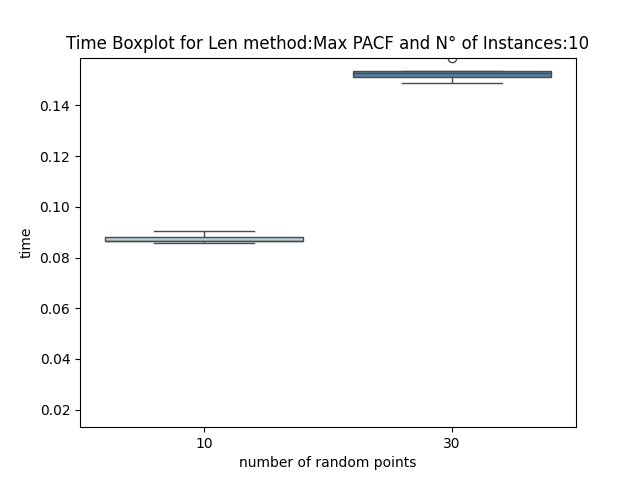 Time Boxplot for Len method:Max PACF and N° of Instances:10
0.14
0.12
0.10
0.08
0.06
0.04
0.02
time
10 30
number of random points